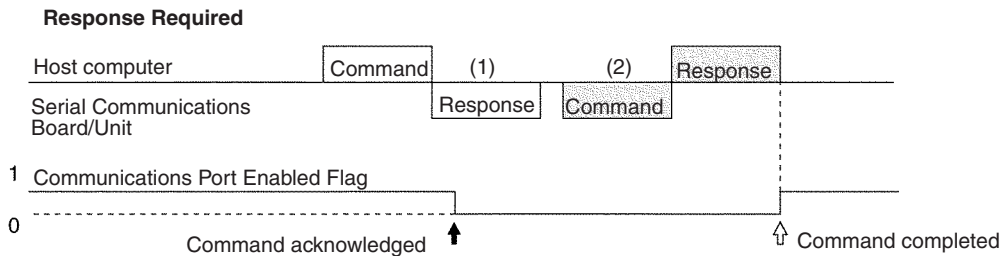 Response Required
Host computer
Command
(1)
(2)
Response
Serial Communications
Board/Unit
Response
Command
1
Communications Port Enabled Flag
0
Command acknowledged
Command completed